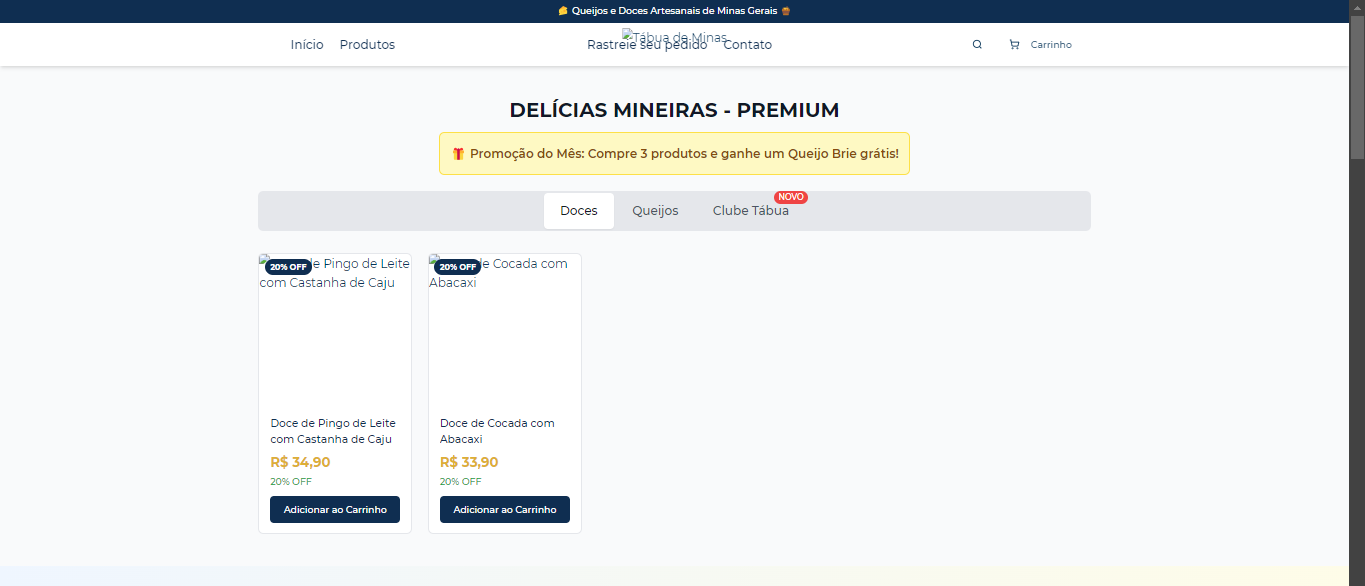 🧀 Queijos e Doces Artesanais de Minas Gerais 🍯
Início Produtos Rastreie seu pedido Tábua de Minas Contato Carrinho
DELÍCIAS MINEIRAS - PREMIUM
🎁 Promoção do Mês: Compre 3 produtos e ganhe um Queijo Brie grátis!
Doces Queijos Clube Tábua NOVO
20% OFF de Pingo de Leite
com Castanha de Caju
20% OFF de Cocada com
Abacaxi
Doce de Pingo de Leite
com Castanha de Caju
R$ 34,90
20% OFF
Adicionar ao Carrinho
Doce de Cocada com
Abacaxi
R$ 33,90
20% OFF
Adicionar ao Carrinho